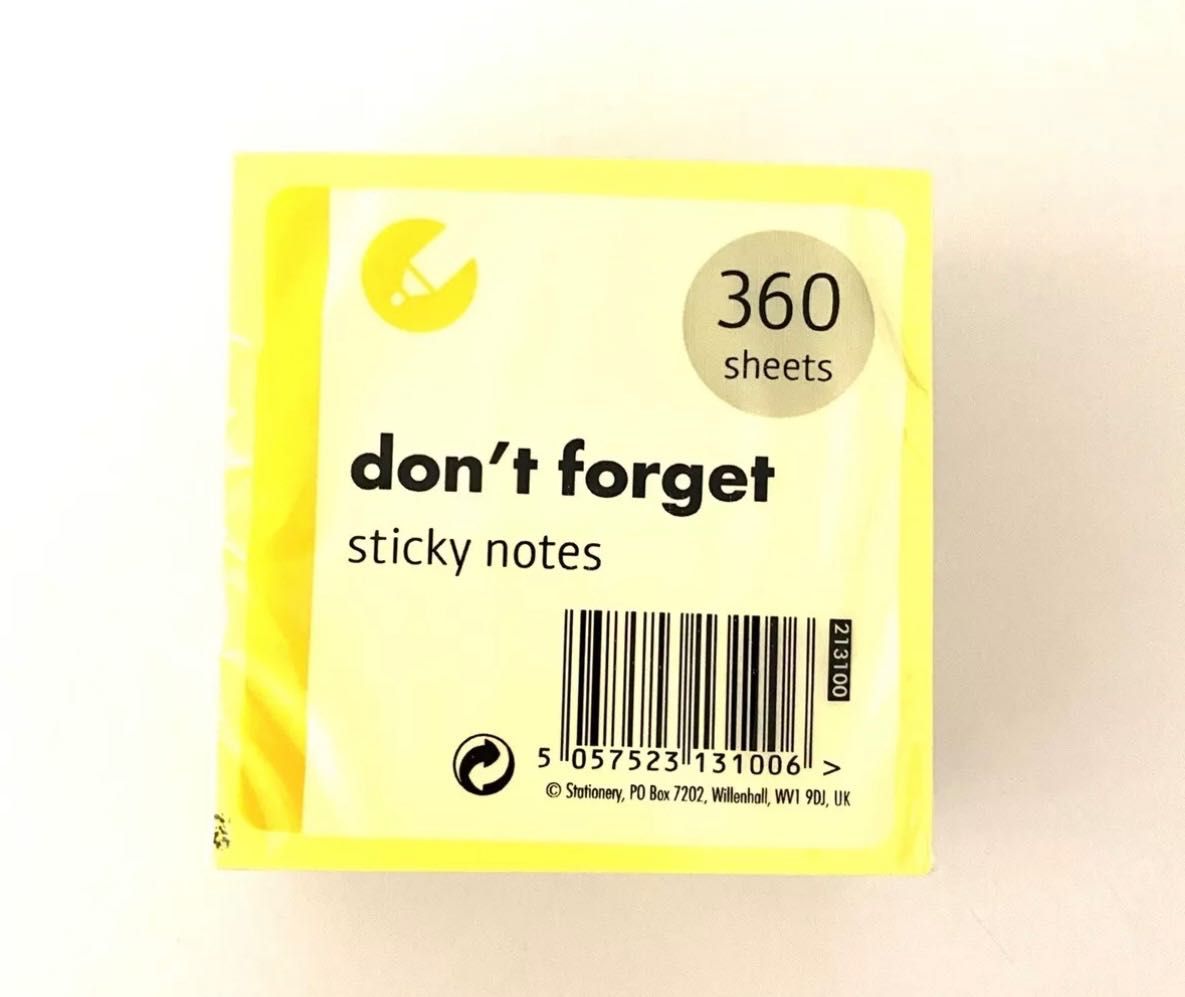 360
sheets
don't forget
sticky notes
213100
5 057523 131006 >
© Stationery, PO Box 7202, Willenhall, WV1 9DJ, UK